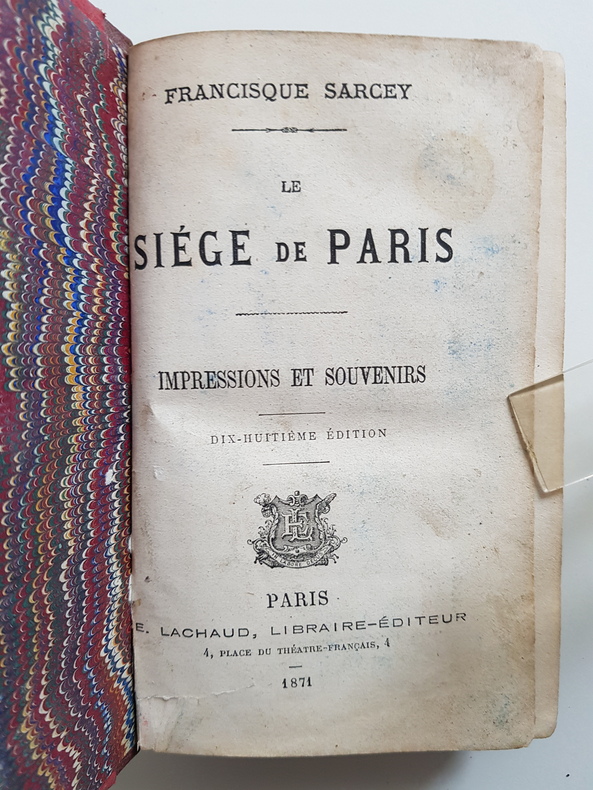 FRANCISQUE SARCEY
LE
SIÉGE DE PARIS
IMPRESSIONS ET SOUVENIRS
DIX-HUITIÈME ÉDITION
EL
PARIS
E. LACHAUD, LIBRAIRE-ÉDITEUR
4, PLACE DU THÉATRE-FRANÇAIS, 4
1871